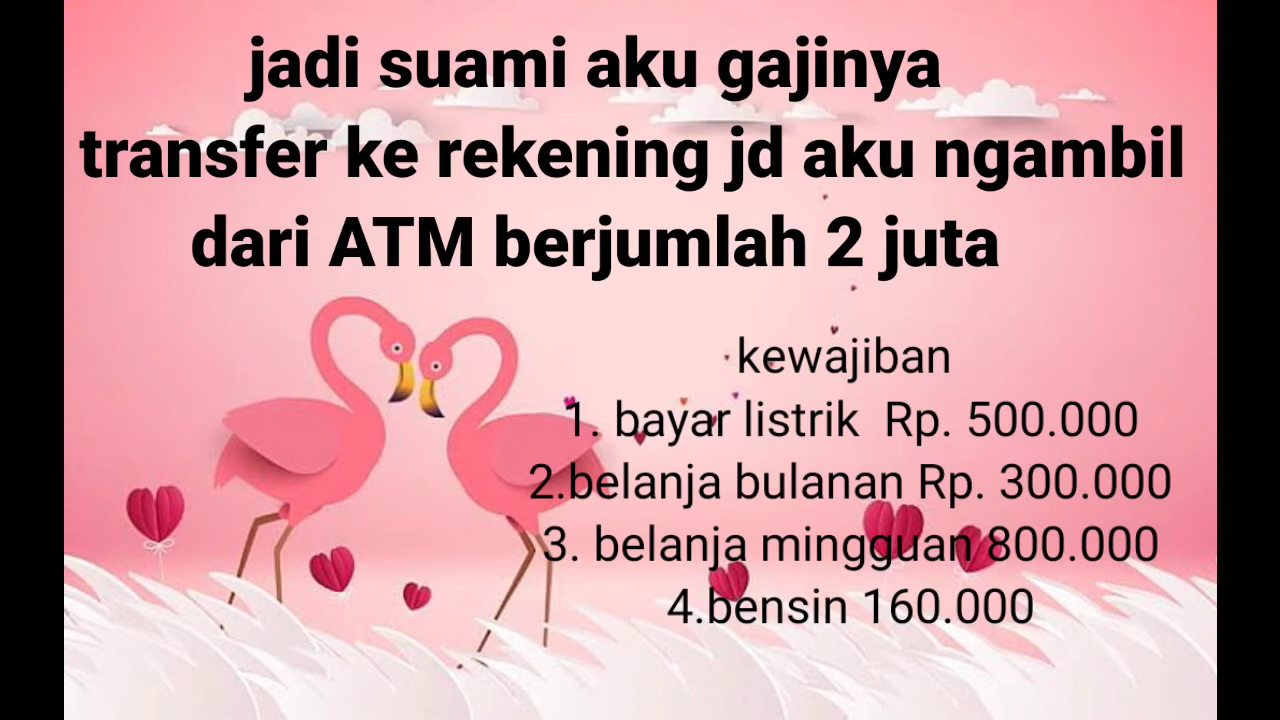 jadi suami aku gajinya
transfer ke rekening jd aku ngambil
dari ATM berjumlah 2 juta
kewajiban
1. bayar listrik Rp. 500.000
2.belanja bulanan Rp. 300.000
3. belanja mingguan 800.000
4.bensin 160.000